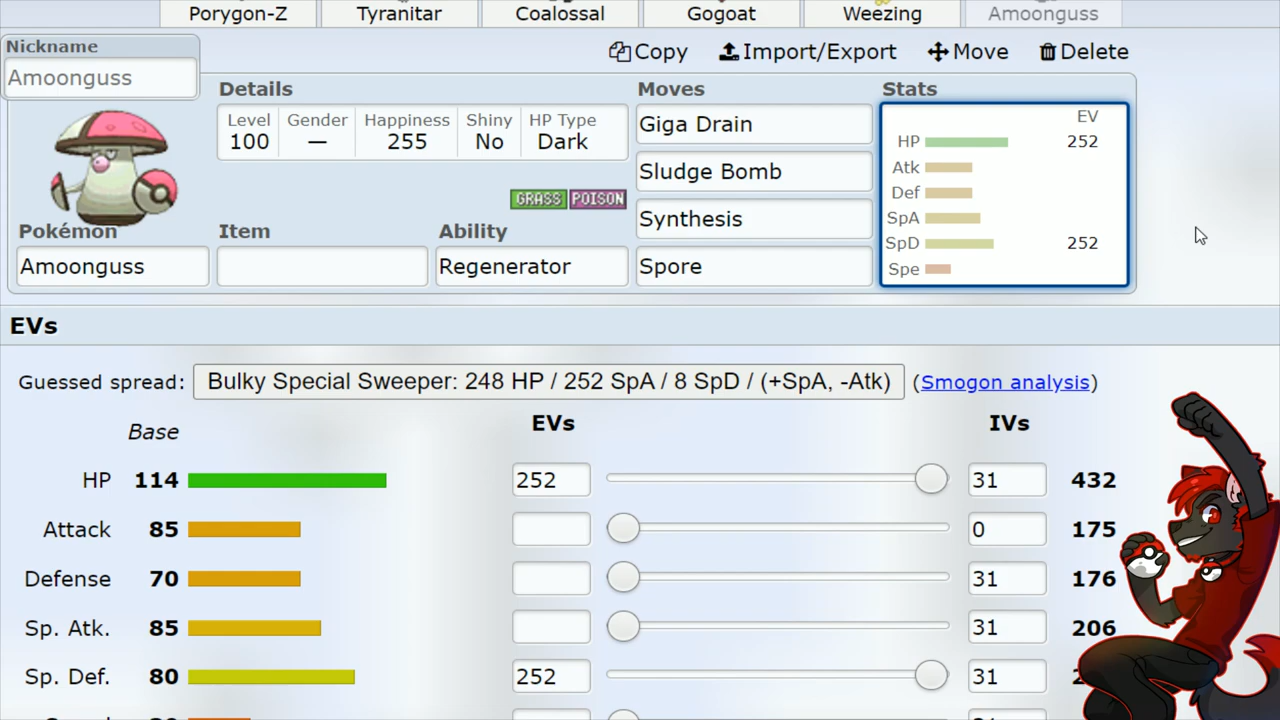 Porygon-Z Tyranitar Coalossal Gogoat Weezing Amoonguss
Nickname
Amoonguss
Copy Import/Export Move Delete
Details Moves Stats
Level Gender Happiness Shiny HP Type
100 — 255 No Dark
GRASS POISON
Pokémon Item Ability
Amoonguss Regenerator
Giga Drain
Sludge Bomb
Synthesis
Spore
EV
HP 252
Atk
Def
SpA
SpD 252
Spe
EVs
Guessed spread: Bulky Special Sweeper: 248 HP / 252 SpA / 8 SpD / (+SpA, -Atk) (Smogon analysis)
Base EVs IVs
HP 114 252 31 432
Attack 85 0 175
Defense 70 31 176
Sp. Atk. 85 31 206
Sp. Def. 80 252 31